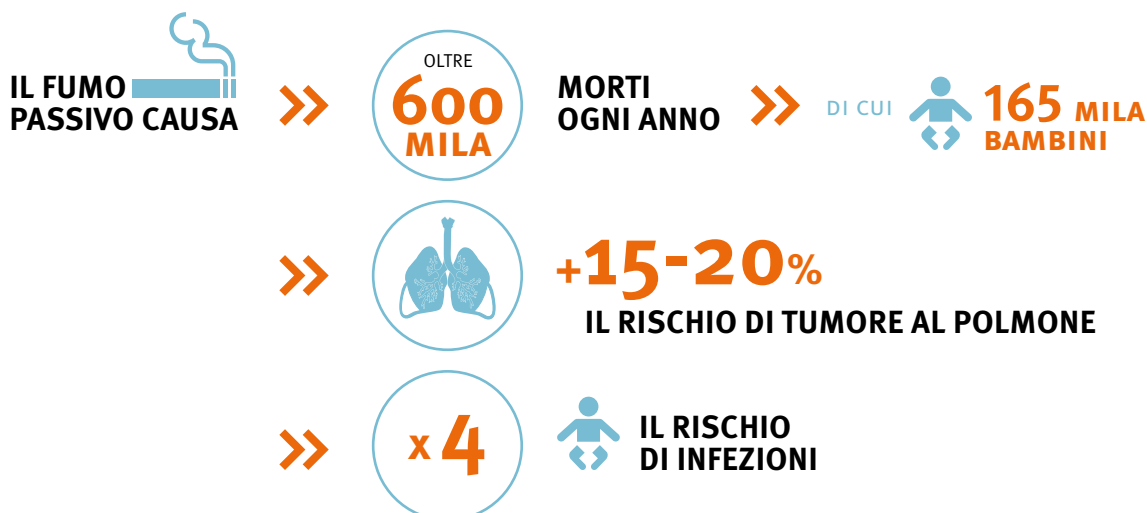 IL FUMO
PASSIVO CAUSA
OLTRE
600
MILA
MORTI
OGNI ANNO
DI CUI
165 MILA
BAMBINI
+15-20%
IL RISCHIO DI TUMORE AL POLMONE
x 4
IL RISCHIO
DI INFEZIONI